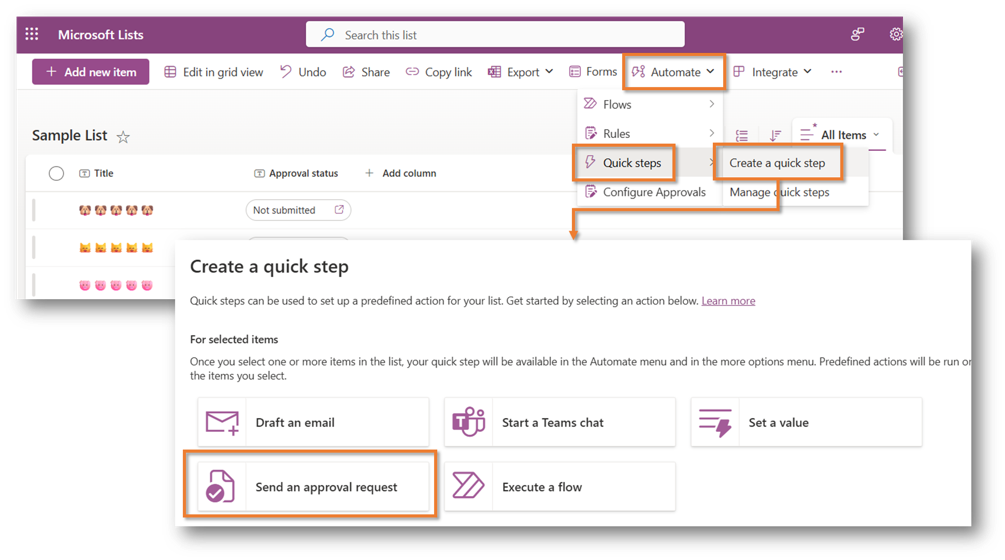 Microsoft Lists
Search this list
Add new item
Edit in grid view
Undo
Share
Copy link
Export
Forms
Automate
Integrate
Flows
Rules
Sample List
All Items
Quick steps
Create a quick step
Title
Approval status
Add column
Configure Approvals
Manage quick steps
Not submitted
Create a quick step
Quick steps can be used to set up a predefined action for your list. Get started by selecting an action below. Learn more
For selected items
Once you select one or more items in the list, your quick step will be available in the Automate menu and in the more options menu. Predefined actions will be run on
the items you select.
Draft an email
Start a Teams chat
Set a value
Send an approval request
Execute a flow